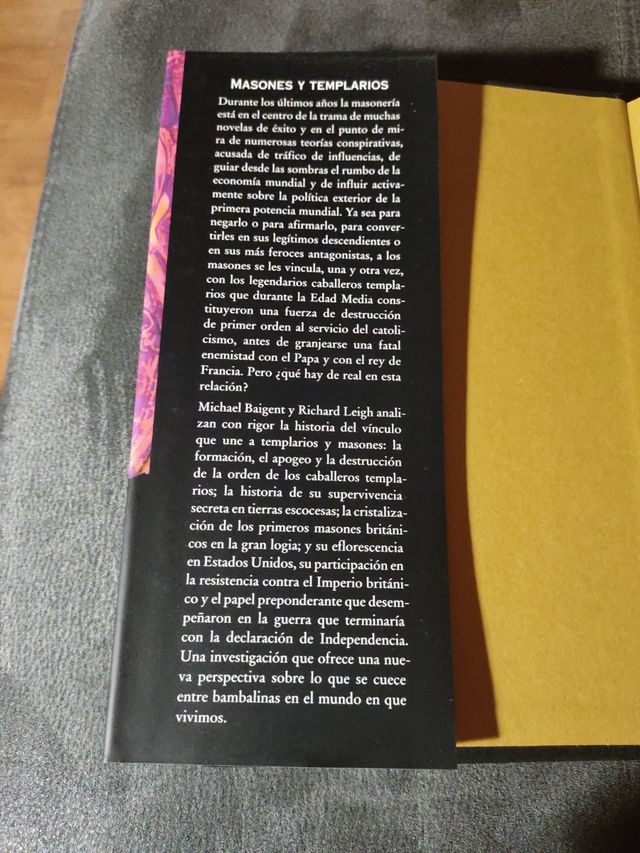 MASONES Y TEMPLARIOS
Durante los últimos años la masonería
está en el centro de la trama de muchas
novelas de éxito y en el punto de mi-
ra de numerosas teorías conspirativas,
acusada de tráfico de influencias, de
guiar desde las sombras el rumbo de la
economía mundial y de influir activa-
mente sobre la política exterior de la
primera potencia mundial. Ya sea para
negarlo o para afirmarlo, para conver-
tirles en sus legítimos descendientes o
en sus más feroces antagonistas, a los
masones se les vincula, una y otra vez,
con los legendarios caballeros templa-
rios que durante la Edad Media cons-
tituyeron una fuerza de destrucción
de primer orden al servicio del catoli-
cismo, antes de granjearse una fatal
enemistad con el Papa y con el rey de
Francia. Pero ¿qué hay de real en esta
relación?
Michael Baigent y Richard Leigh anali-
zan con rigor la historia del vínculo
que une a templarios y masones: la
formación, el apogeo y la destrucción
de la orden de los caballeros templa-
rios; la historia de su supervivencia
secreta en tierras escocesas; la cristaliza-
ción de los primeros masones británi-
cos en la gran logia; y su eflorescencia
en Estados Unidos, su participación en
la resistencia contra el Imperio británi-
co y el papel preponderante que desem-
peñaron en la guerra que terminaría
con la declaración de Independencia.
Una investigación que ofrece una nue-
va perspectiva sobre lo que se cuece
entre bambalinas en el mundo en que
vivimos.